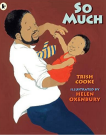 SO
MUCH
TRISH
COOKE
ILLUSTRATED BY
HELEN
OXENBURY